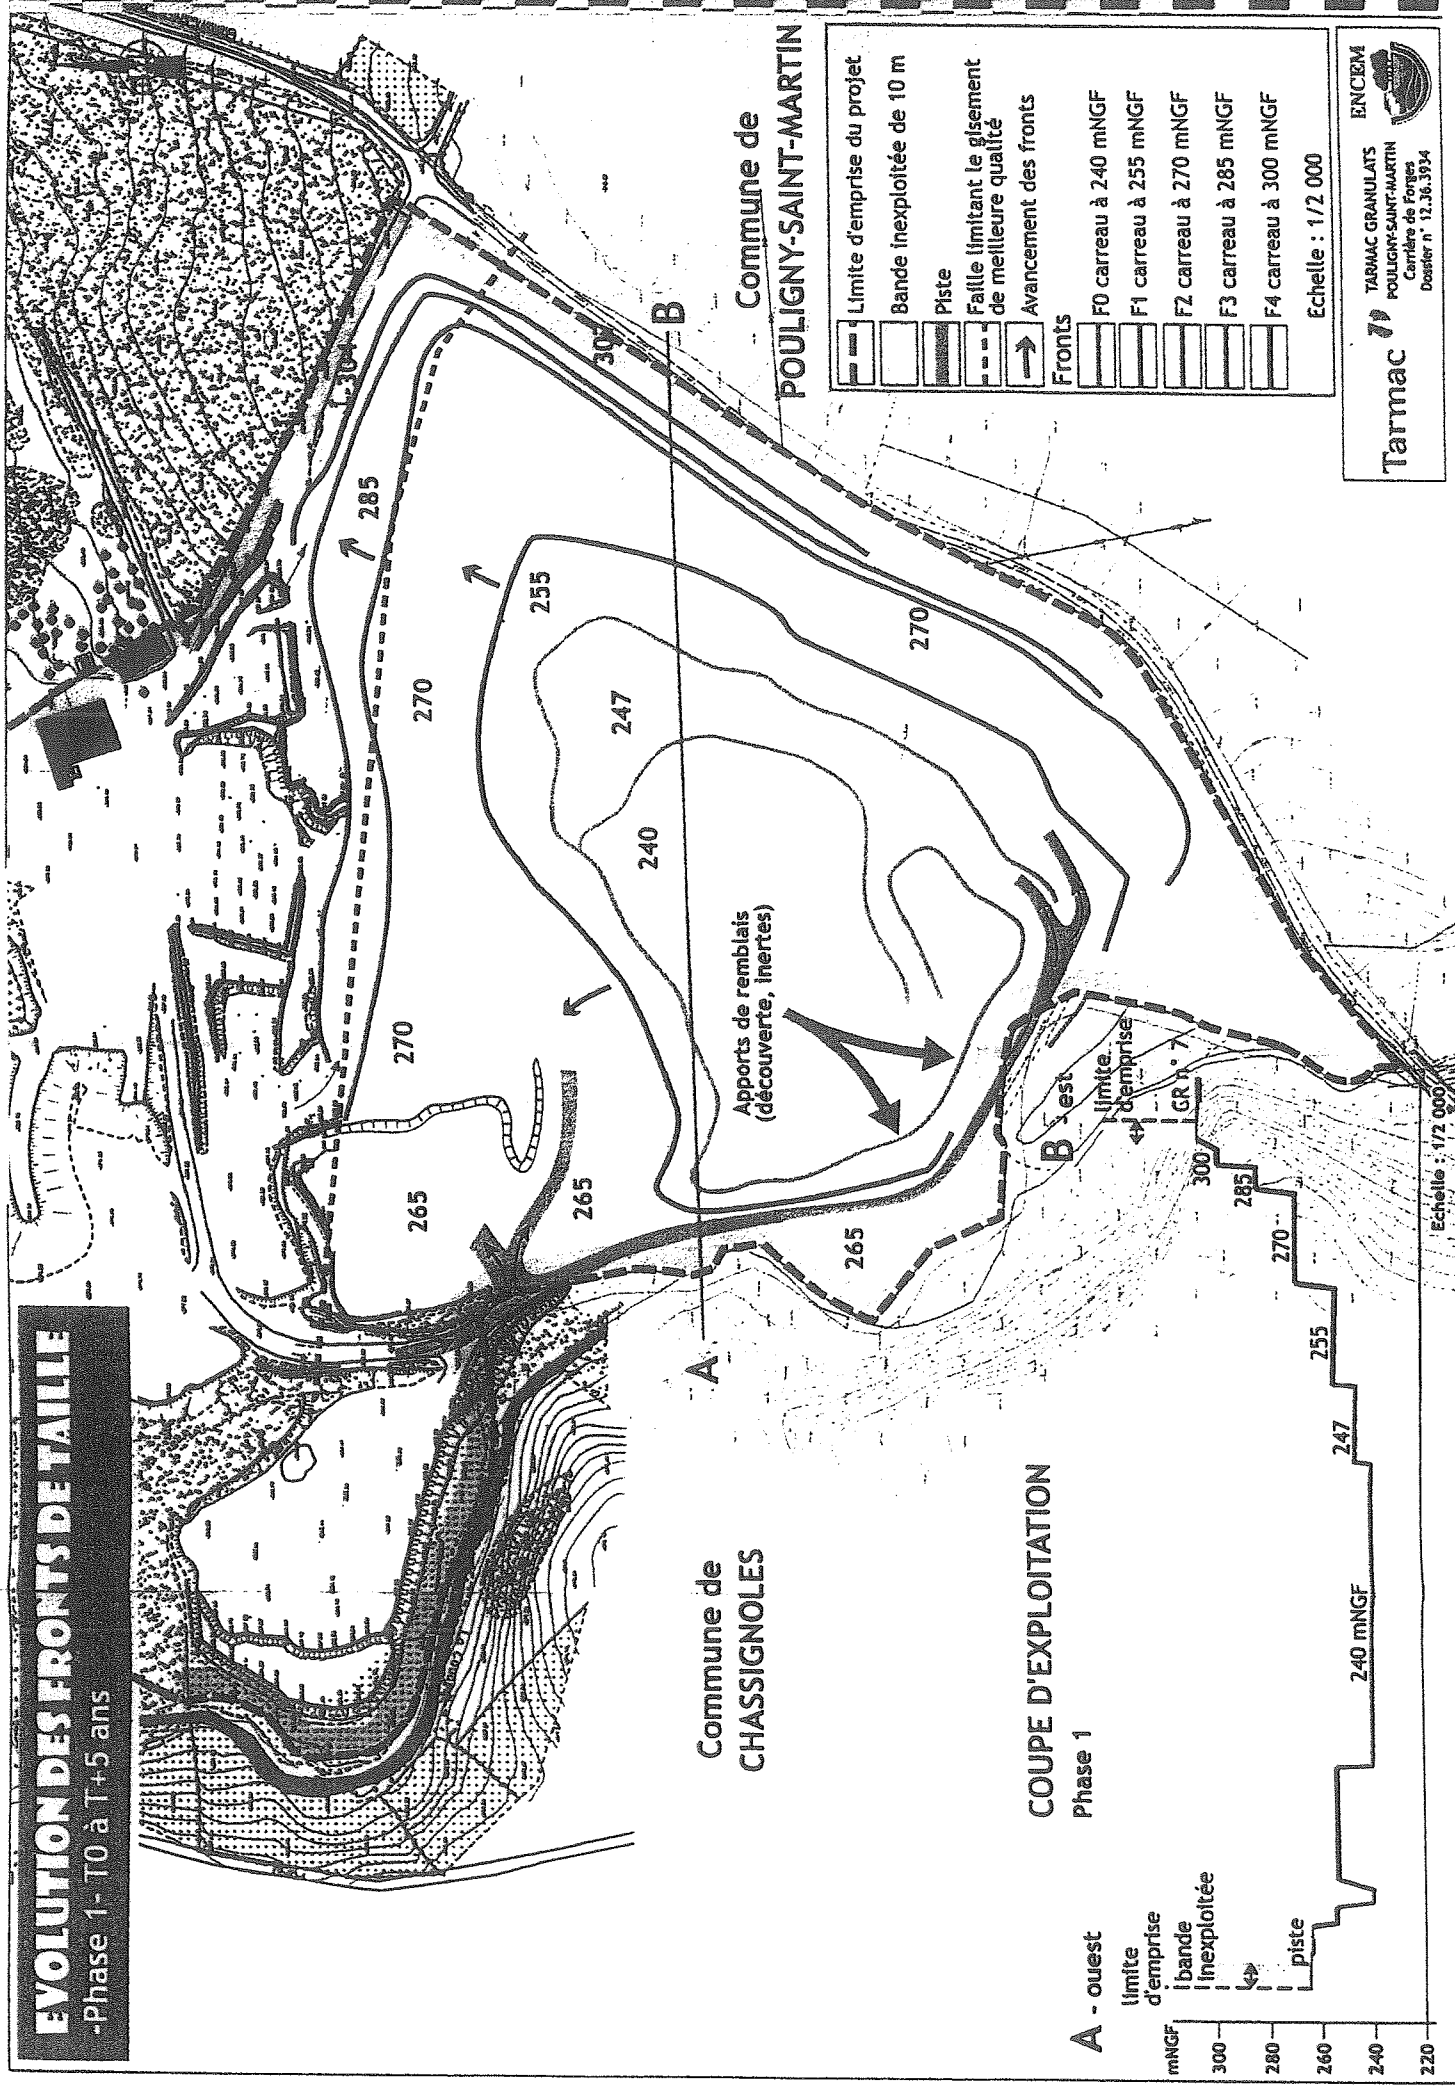 EVOLUTION DES FRONTS DE TAILLE
-Phase 1- T0 à T+5 ans
Commune de
POULIGNY-SAINT-MARTIN
Commune de
CHASSIGNOLES
285
270
255
247
240
270
270
265
265
265
Apports de remblais
(découverte, inertes)
A
B
Limite d'emprise du projet
Bande inexploitée de 10 m
Piste
Faille limitant le gisement
de meilleure qualité
Avancement des fronts
Fronts
F0 carreau à 240 mNGF
F1 carreau à 255 mNGF
F2 carreau à 270 mNGF
F3 carreau à 285 mNGF
F4 carreau à 300 mNGF
Echelle : 1/2 000
Tarmac
TARMAC GRANULATS
POULIGNY-SAINT-MARTIN
Carrière de Forges
Dossier n° 12.36.3934
ENCEM
COUPE D'EXPLOITATION
Phase 1
A - ouest
limite
d'emprise
bande
inexploitée
piste
mNGF
300
280
260
240
220
240 mNGF
247
255
270
285
300
B - est
limite
d'emprise
GR n° 7
Echelle : 1/2 000